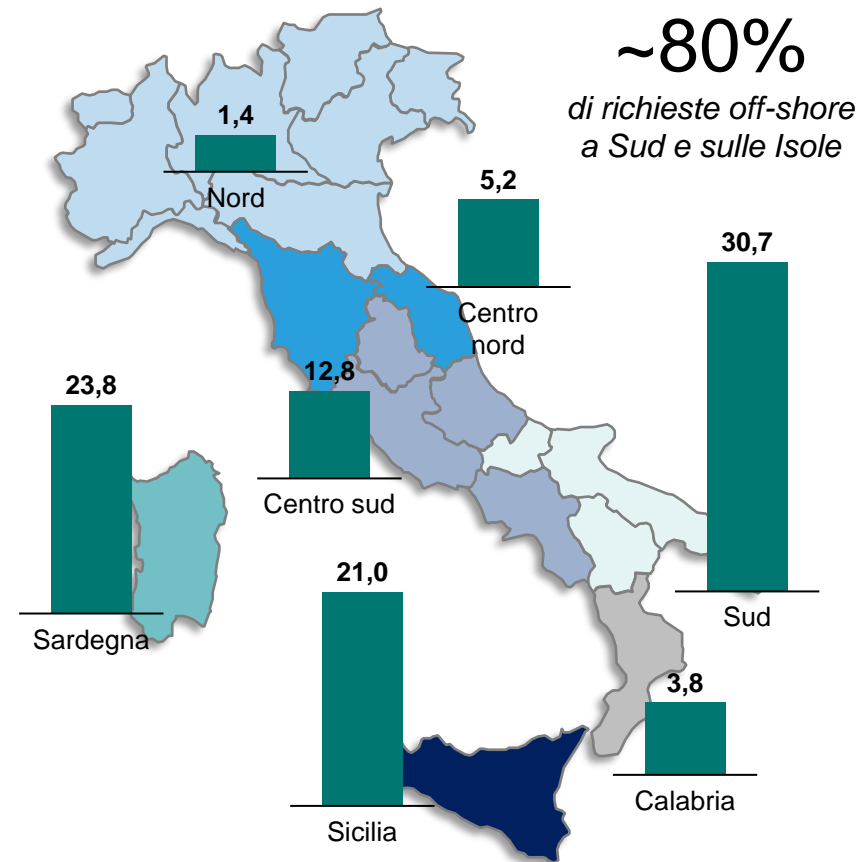 ~80%
di richieste off-shore
a Sud e sulle Isole
1,4
Nord
5,2
Centro
nord
30,7
Sud
12,8
Centro sud
23,8
Sardegna
21,0
Sicilia
3,8
Calabria